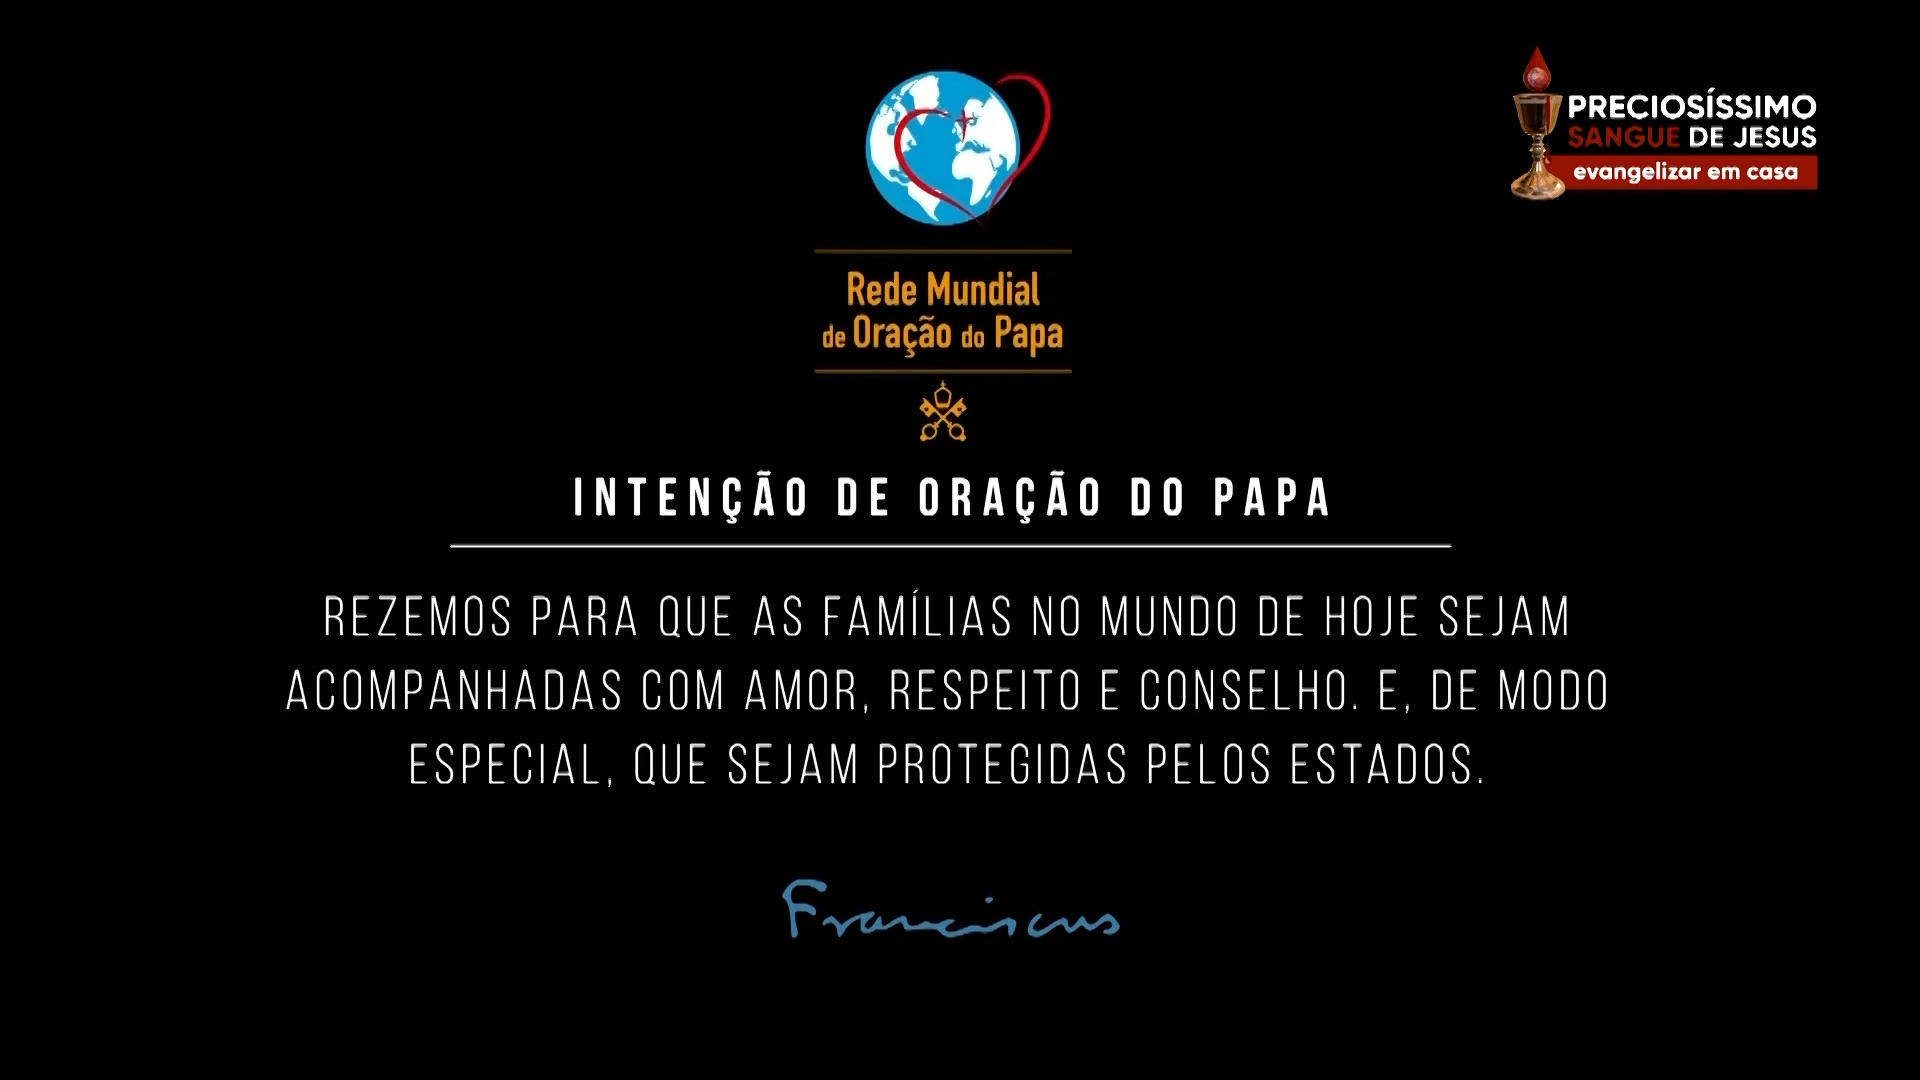 PRECIOSÍSSIMO
SANGUE DE JESUS
evangelizar em casa
Rede Mundial
de Oração do Papa
INTENÇÃO DE ORAÇÃO DO PAPA
REZEMOS PARA QUE AS FAMÍLIAS NO MUNDO DE HOJE SEJAM
ACOMPANHADAS COM AMOR, RESPEITO E CONSELHO. E, DE MODO
ESPECIAL, QUE SEJAM PROTEGIDAS PELOS ESTADOS.
Franciscus